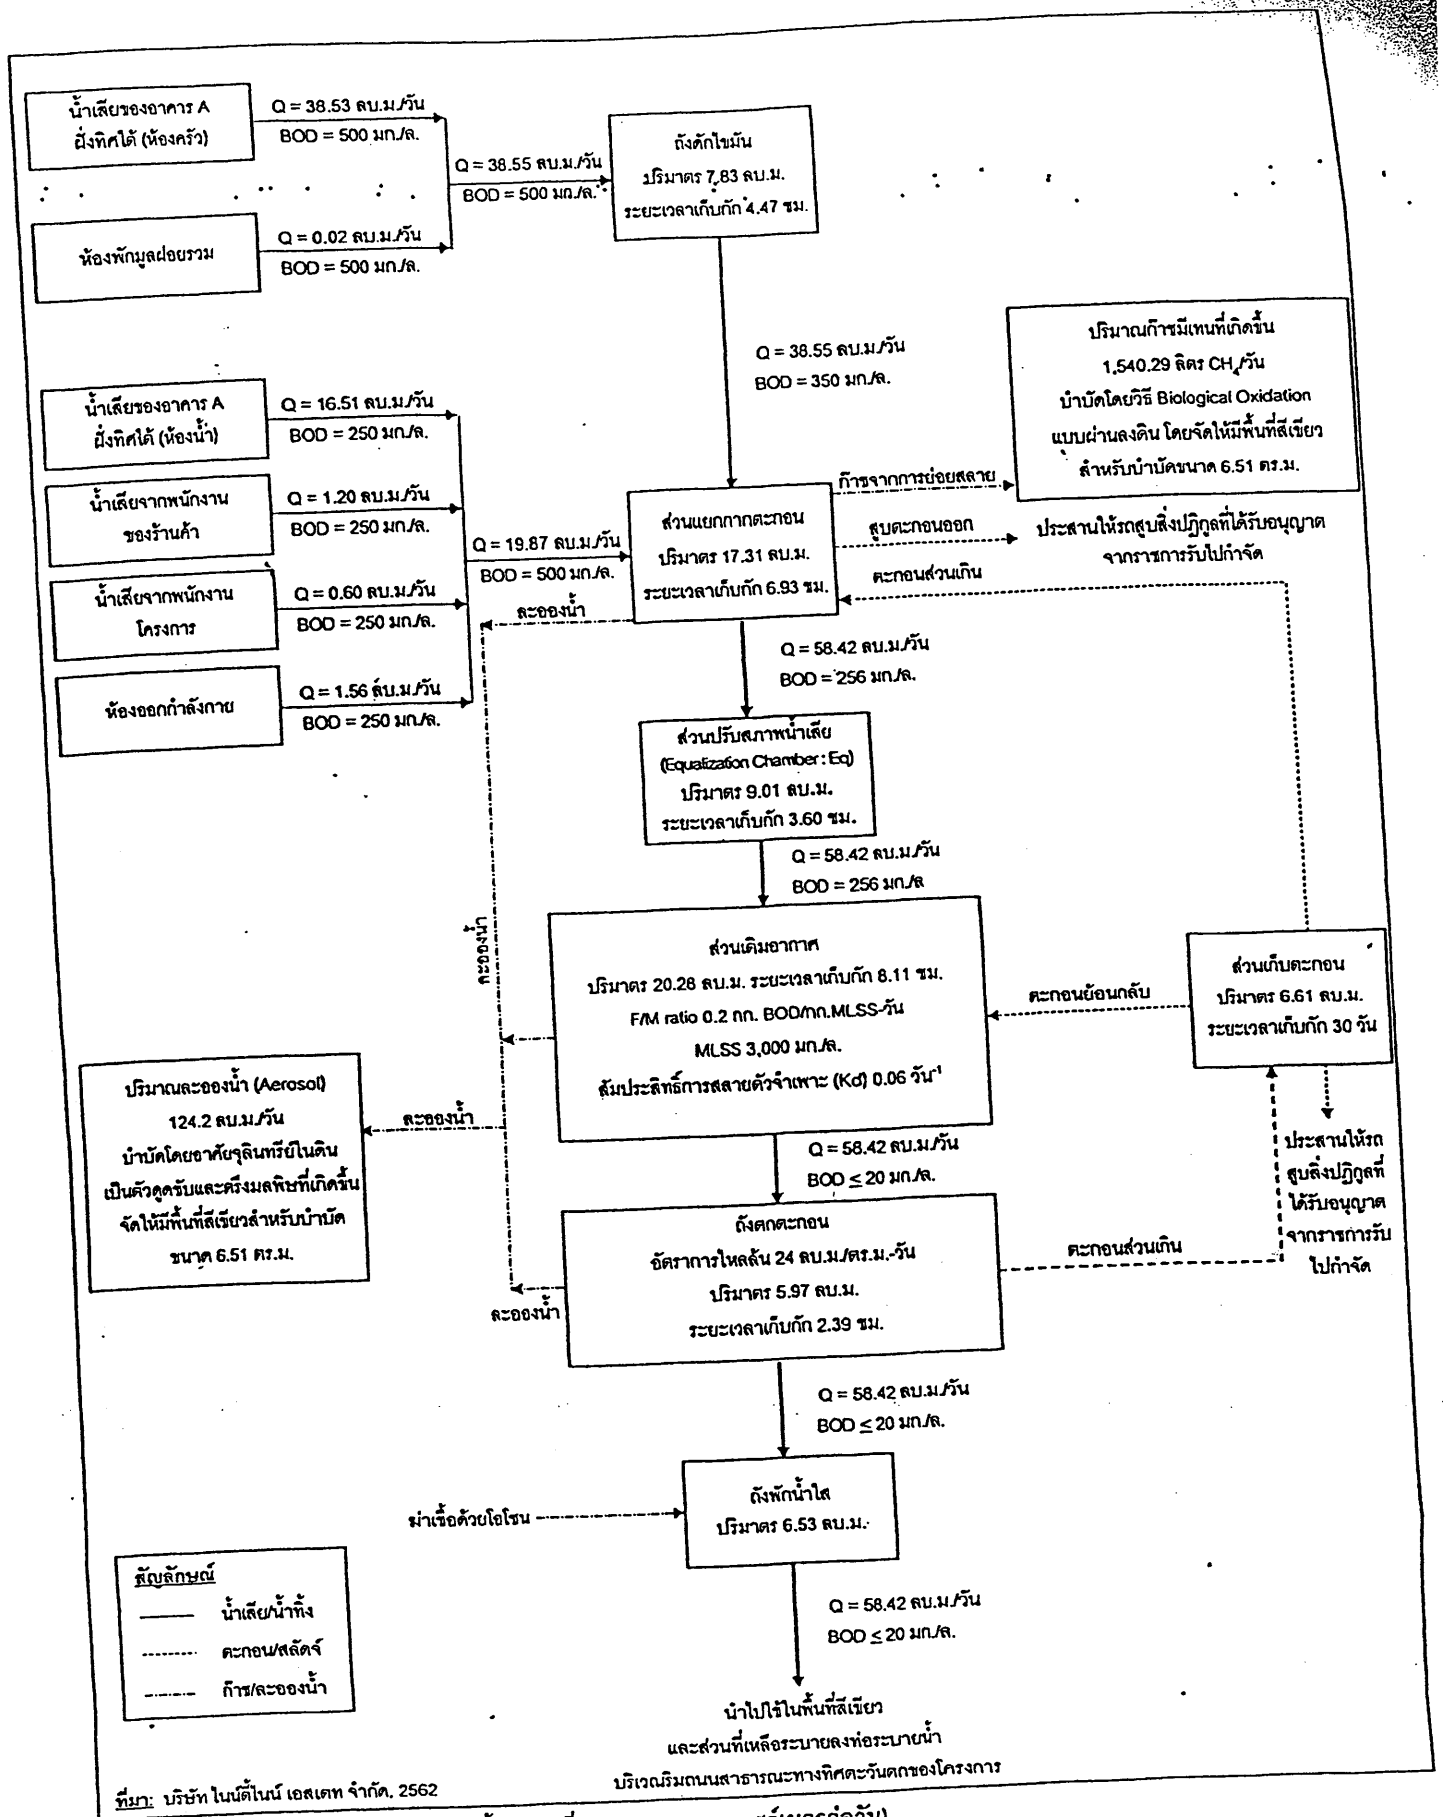 น้ำเสียของอาคาร A
ฝั่งทิศใต้ (ห้องครัว)
Q = 38.53 ลบ.ม./วัน
BOD = 500 มก./ล.
Q = 38.55 ลบ.ม./วัน
BOD = 500 มก./ล.
ถังดักไขมัน
ปริมาตร 7.83 ลบ.ม.
ระยะเวลาเก็บกัก 4.47 ชม.
ห้องพักมูลฝอยรวม
Q = 0.02 ลบ.ม./วัน
BOD = 500 มก./ล.
Q = 38.55 ลบ.ม./วัน
BOD = 350 มก./ล.
ปริมาณก๊าซมีเทนที่เกิดขึ้น
1,540.29 ลิตร CH₄/วัน
บำบัดโดยวิธี Biological Oxidation
แบบผ่านลงดิน โดยจัดให้มีพื้นที่สีเขียว
สำหรับบำบัดขนาด 6.51 ตร.ม.
น้ำเสียของอาคาร A
ฝั่งทิศใต้ (ห้องน้ำ)
Q = 16.51 ลบ.ม./วัน
BOD = 250 มก./ล.
น้ำเสียจากพนักงาน
ของร้านค้า
Q = 1.20 ลบ.ม./วัน
BOD = 250 มก./ล.
Q = 19.87 ลบ.ม./วัน
BOD = 500 มก./ล.
น้ำเสียจากพนักงาน
โครงการ
Q = 0.60 ลบ.ม./วัน
BOD = 250 มก./ล.
ห้องออกกำลังกาย
Q = 1.56 ลบ.ม./วัน
BOD = 250 มก./ล.
ส่วนแยกกากตะกอน
ปริมาตร 17.31 ลบ.ม.
ระยะเวลาเก็บกัก 6.93 ชม.
ก๊าซจากการย่อยสลาย
สูบตะกอนออก
ประสานให้รถสูบสิ่งปฏิกูลที่ได้รับอนุญาต
จากราชการรับไปกำจัด
ตะกอนส่วนเกิน
ละอองน้ำ
Q = 58.42 ลบ.ม./วัน
BOD = 256 มก./ล.
ส่วนปรับสภาพน้ำเสีย
(Equalization Chamber : Eq)
ปริมาตร 9.01 ลบ.ม.
ระยะเวลาเก็บกัก 3.60 ชม.
Q = 58.42 ลบ.ม./วัน
BOD = 256 มก./ล
ละอองน้ำ
ส่วนเติมอากาศ
ปริมาตร 20.28 ลบ.ม. ระยะเวลาเก็บกัก 8.11 ชม.
F/M ratio 0.2 กก. BOD/กก.MLSS-วัน
MLSS 3,000 มก./ล.
สัมประสิทธิ์การสลายตัวจำเพาะ (Kd) 0.06 วัน⁻¹
ตะกอนย้อนกลับ
ส่วนเก็บตะกอน
ปริมาตร 6.61 ลบ.ม.
ระยะเวลาเก็บกัก 30 วัน
ปริมาณละอองน้ำ (Aerosol)
124.2 ลบ.ม./วัน
บำบัดโดยอาศัยจุลินทรีย์ในดิน
เป็นตัวดูดซับและตรึงมลพิษที่เกิดขึ้น
จัดให้มีพื้นที่สีเขียวสำหรับบำบัด
ขนาด 6.51 ตร.ม.
ละอองน้ำ
Q = 58.42 ลบ.ม./วัน
BOD ≤ 20 มก./ล.
ประสานให้รถ
สูบสิ่งปฏิกูลที่
ได้รับอนุญาต
จากราชการรับ
ไปกำจัด
ถังตกตะกอน
อัตราการไหลล้น 24 ลบ.ม./ตร.ม.-วัน
ปริมาตร 5.97 ลบ.ม.
ระยะเวลาเก็บกัก 2.39 ชม.
ตะกอนส่วนเกิน
ละอองน้ำ
Q = 58.42 ลบ.ม./วัน
BOD ≤ 20 มก./ล.
ถังพักน้ำใส
ปริมาตร 6.53 ลบ.ม.
ฆ่าเชื้อด้วยโอโซน
Q = 58.42 ลบ.ม./วัน
BOD ≤ 20 มก./ล.
สัญลักษณ์
น้ำเสีย/น้ำทิ้ง
ตะกอน/สลัดจ์
ก๊าซ/ละอองน้ำ
นำไปใช้ในพื้นที่สีเขียว
และส่วนที่เหลือระบายลงท่อระบายน้ำ
บริเวณริมถนนสาธารณะทางทิศตะวันตกของโครงการ
ที่มา: บริษัท ไนน์ตี้ไนน์ เอสเตท จำกัด, 2562